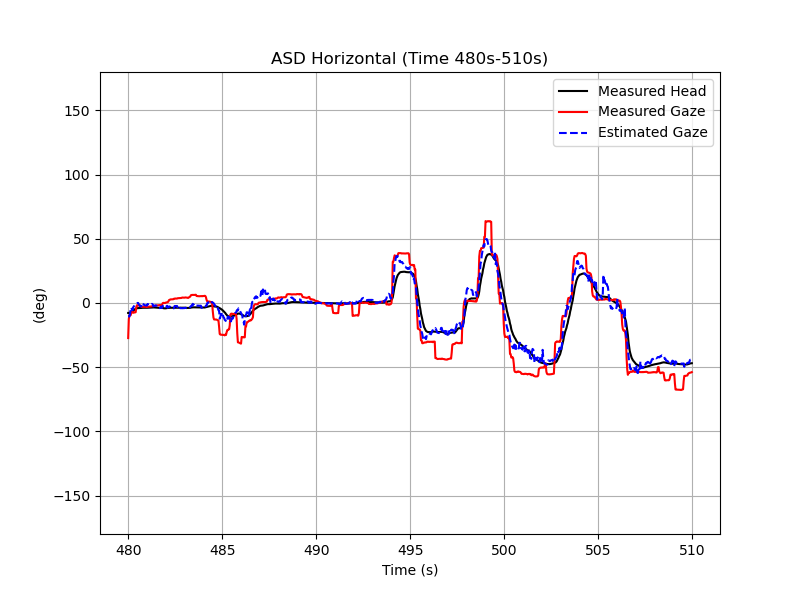 ASD Horizontal (Time 480s-510s)
Measured Head
Measured Gaze
Estimated Gaze
150
100
50
0
−50
−100
−150
(deg)
480 485 490 495 500 505 510
Time (s)